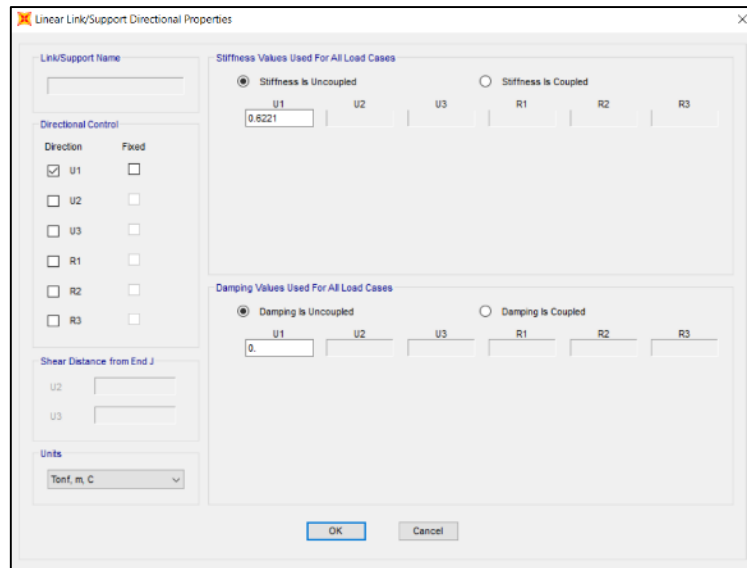 Linear Link/Support Directional Properties
Link/Support Name
Stiffness Values Used For All Load Cases
Stiffness Is Uncoupled
Stiffness Is Coupled
U1 U2 U3 R1 R2 R3
0.6221
Directional Control
Direction Fixed
U1
U2
U3
R1
R2
R3
Damping Values Used For All Load Cases
Damping Is Uncoupled
Damping Is Coupled
U1 U2 U3 R1 R2 R3
0.
Shear Distance from End J
U2
U3
Units
Tonf, m, C
OK
Cancel